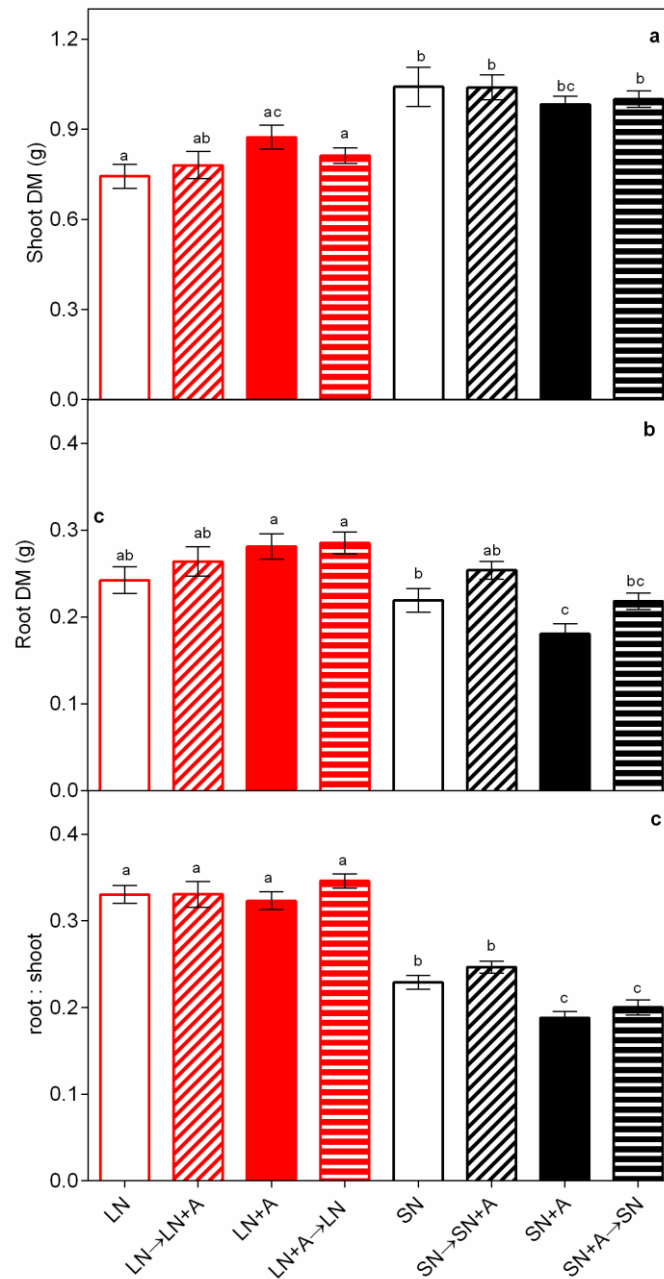 a
1.2
0.9
0.6
0.3
0.0
Shoot DM (g)
a
ab
ac
a
b
b
bc
b
b
0.4
0.3
0.2
0.1
0.0
Root DM (g)
c
ab
ab
a
a
b
ab
c
bc
c
0.4
0.3
0.2
0.1
0.0
root : shoot
a
a
a
a
b
b
c
c
LN
LN→LN+A
LN+A
LN+A→LN
SN
SN→SN+A
SN+A
SN+A→SN